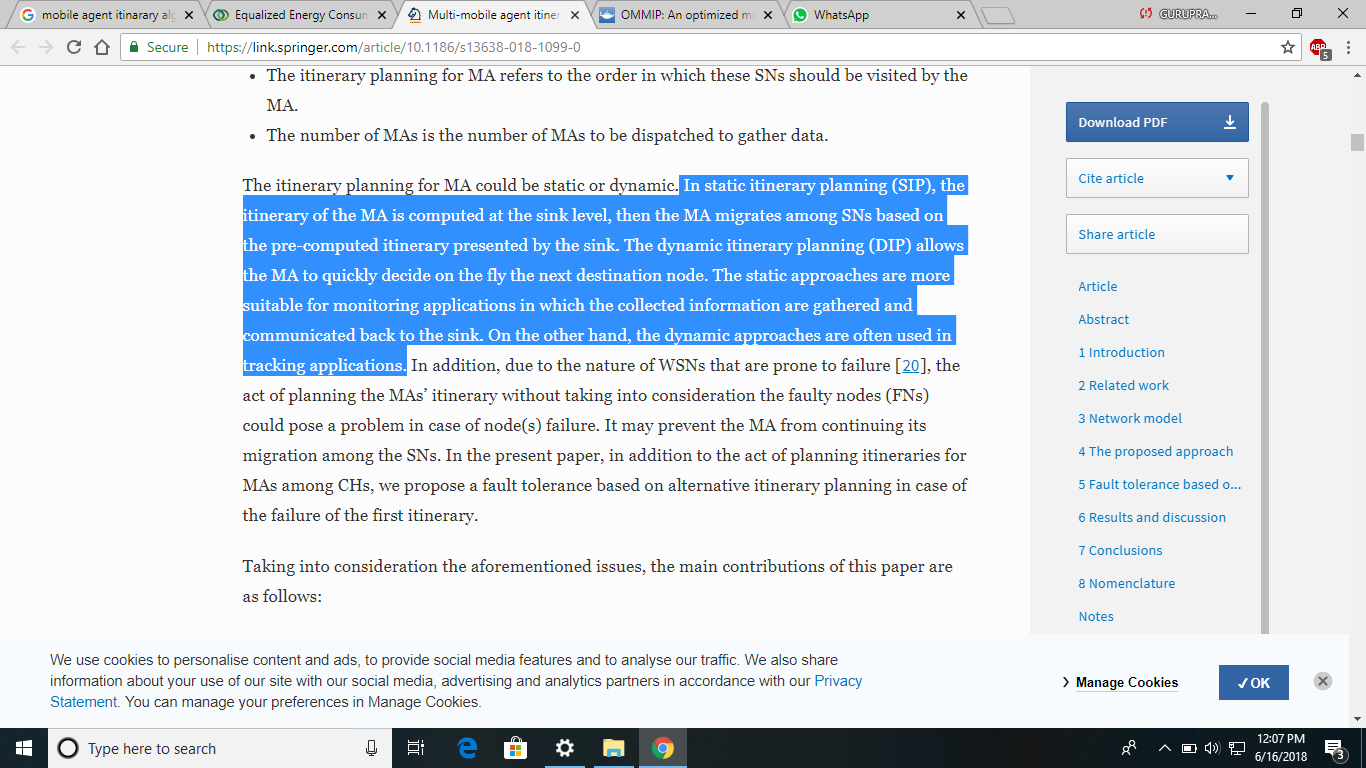 mobile agent itinarary alg
Equalized Energy Consum
Multi-mobile agent itiner
OMMIP: An optimized m
WhatsApp
GURUPRA...
Secure
https://link.springer.com/article/10.1186/s13638-018-1099-0
ABP
5
• The itinerary planning for MA refers to the order in which these SNs should be visited by the
MA.
• The number of MAs is the number of MAs to be dispatched to gather data.
The itinerary planning for MA could be static or dynamic. In static itinerary planning (SIP), the
itinerary of the MA is computed at the sink level, then the MA migrates among SNs based on
the pre-computed itinerary presented by the sink. The dynamic itinerary planning (DIP) allows
the MA to quickly decide on the fly the next destination node. The static approaches are more
suitable for monitoring applications in which the collected information are gathered and
communicated back to the sink. On the other hand, the dynamic approaches are often used in
tracking applications. In addition, due to the nature of WSNs that are prone to failure [20], the
act of planning the MAs’ itinerary without taking into consideration the faulty nodes (FNs)
could pose a problem in case of node(s) failure. It may prevent the MA from continuing its
migration among the SNs. In the present paper, in addition to the act of planning itineraries for
MAs among CHs, we propose a fault tolerance based on alternative itinerary planning in case of
the failure of the first itinerary.
Taking into consideration the aforementioned issues, the main contributions of this paper are
as follows:
Download PDF
Cite article
Share article
Article
Abstract
1 Introduction
2 Related work
3 Network model
4 The proposed approach
5 Fault tolerance based o...
6 Results and discussion
7 Conclusions
8 Nomenclature
Notes
We use cookies to personalise content and ads, to provide social media features and to analyse our traffic. We also share
information about your use of our site with our social media, advertising and analytics partners in accordance with our Privacy
Statement. You can manage your preferences in Manage Cookies.
Manage Cookies
✓OK
Type here to search
12:07 PM
6/16/2018
3